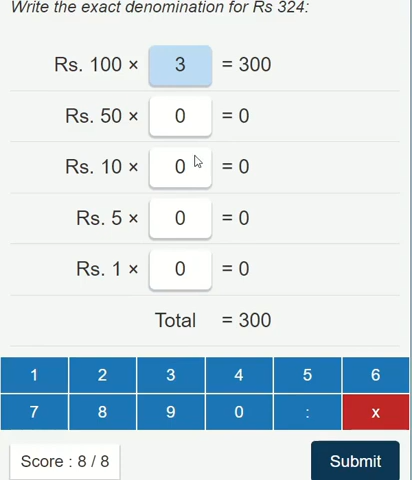 Write the exact denomination for Rs 324:
Rs. 100 × 3 = 300
Rs. 50 × 0 = 0
Rs. 10 × 0 = 0
Rs. 5 × 0 = 0
Rs. 1 × 0 = 0
Total = 300
1 2 3 4 5 6
7 8 9 0 : x
Score : 8 / 8 Submit